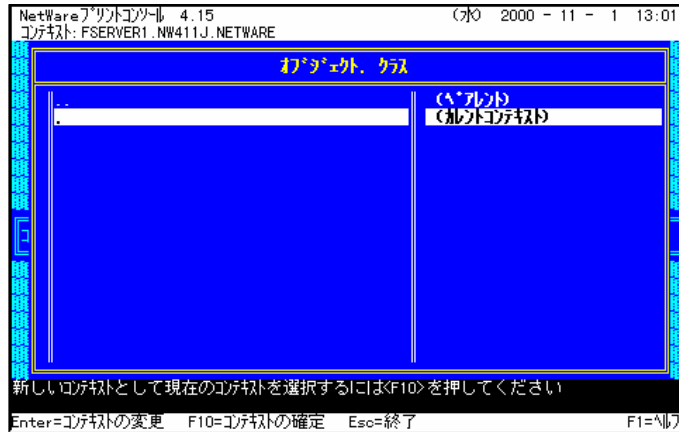 NetWareプリントコンソール 4.15 (水) 2000 - 11 - 1 13:01
コンテキスト: FSERVER1.NW411J.NETWARE
オブジェクト. クラス
.. (ペアレント)
. (カレントコンテキスト)
新しいコンテキストとして現在のコンテキストを選択するには<F10>を押してください
Enter=コンテキストの変更 F10=コンテキストの確定 Esc=終了 F1=ヘルプ